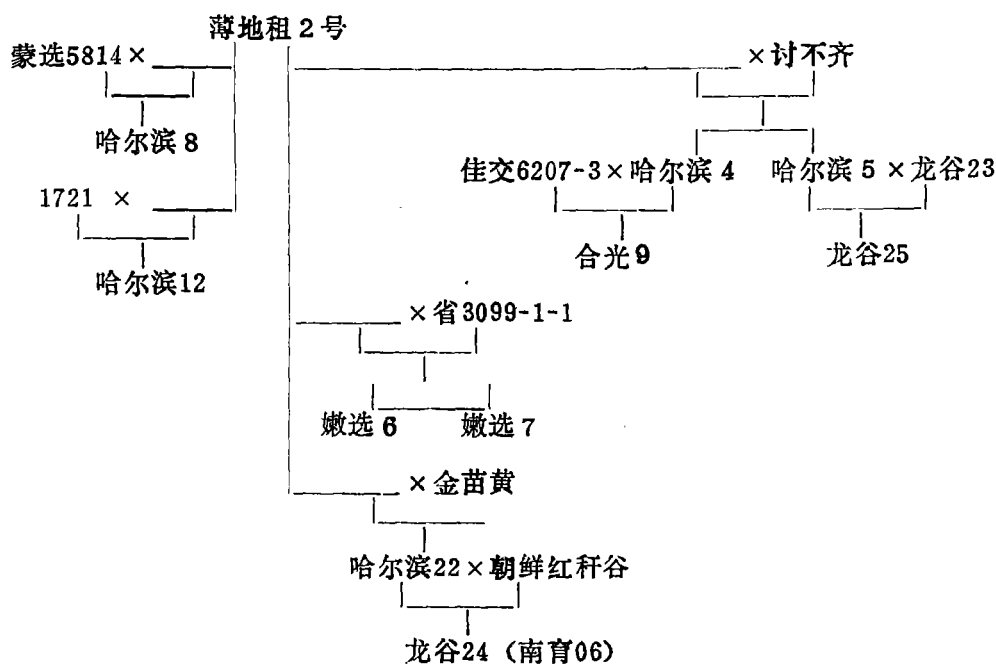 薄地租2号
蒙选5814× ×讨不齐
哈尔滨8
佳交6207-3×哈尔滨4 哈尔滨5×龙谷23
1721 ×
合光9 龙谷25
哈尔滨12
×省3099-1-1
嫩选6 嫩选7
×金苗黄
哈尔滨22×朝鲜红秆谷
龙谷24（南育06）